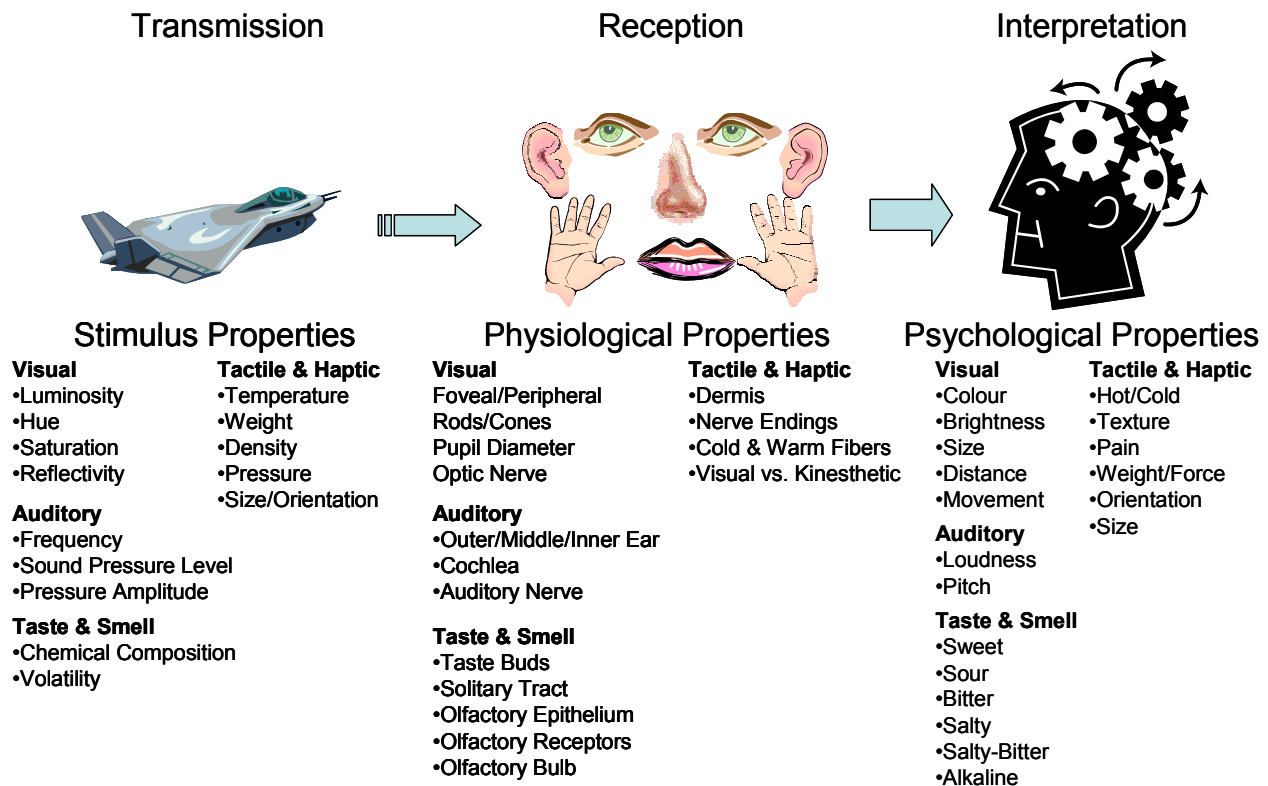 Transmission
Reception
Interpretation
Stimulus Properties
Visual
•Luminosity
•Hue
•Saturation
•Reflectivity
Auditory
•Frequency
•Sound Pressure Level
•Pressure Amplitude
Taste & Smell
•Chemical Composition
•Volatility
Tactile & Haptic
•Temperature
•Weight
•Density
•Pressure
•Size/Orientation
Physiological Properties
Visual
Foveal/Peripheral
Rods/Cones
Pupil Diameter
Optic Nerve
Auditory
•Outer/Middle/Inner Ear
•Cochlea
•Auditory Nerve
Taste & Smell
•Taste Buds
•Solitary Tract
•Olfactory Epithelium
•Olfactory Receptors
•Olfactory Bulb
Tactile & Haptic
•Dermis
•Nerve Endings
•Cold & Warm Fibers
•Visual vs. Kinesthetic
Psychological Properties
Visual
•Colour
•Brightness
•Size
•Distance
•Movement
Auditory
•Loudness
•Pitch
Taste & Smell
•Sweet
•Sour
•Bitter
•Salty
•Salty-Bitter
•Alkaline
Tactile & Haptic
•Hot/Cold
•Texture
•Pain
•Weight/Force
•Orientation
•Size